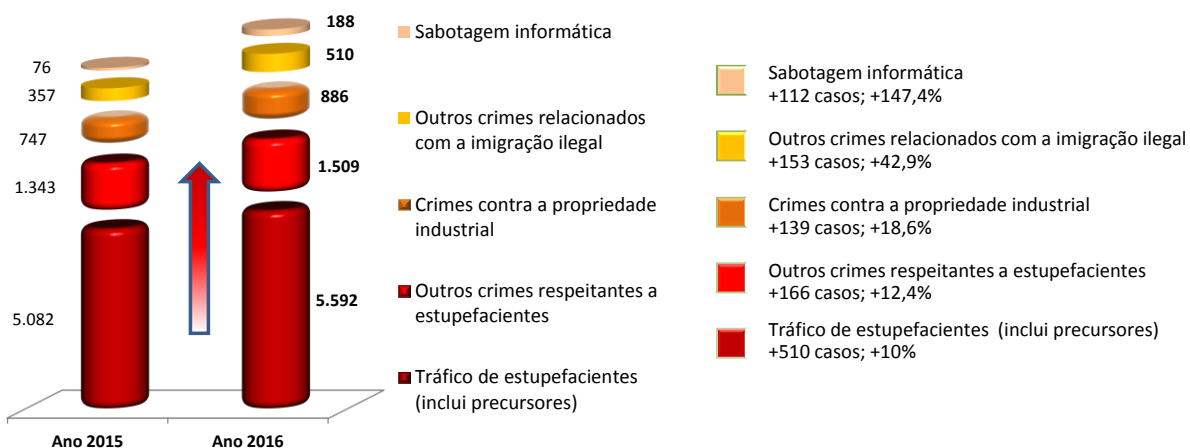 188
510
886
1.509
5.592
76
357
747
1.343
5.082
Ano 2015
Ano 2016
Sabotagem informática
Outros crimes relacionados
com a imigração ilegal
Crimes contra a propriedade
industrial
Outros crimes respeitantes a
estupefacientes
Tráfico de estupefacientes
(inclui precursores)
Sabotagem informática
+112 casos; +147,4%
Outros crimes relacionados com a imigração ilegal
+153 casos; +42,9%
Crimes contra a propriedade industrial
+139 casos; +18,6%
Outros crimes respeitantes a estupefacientes
+166 casos; +12,4%
Tráfico de estupefacientes (inclui precursores)
+510 casos; +10%